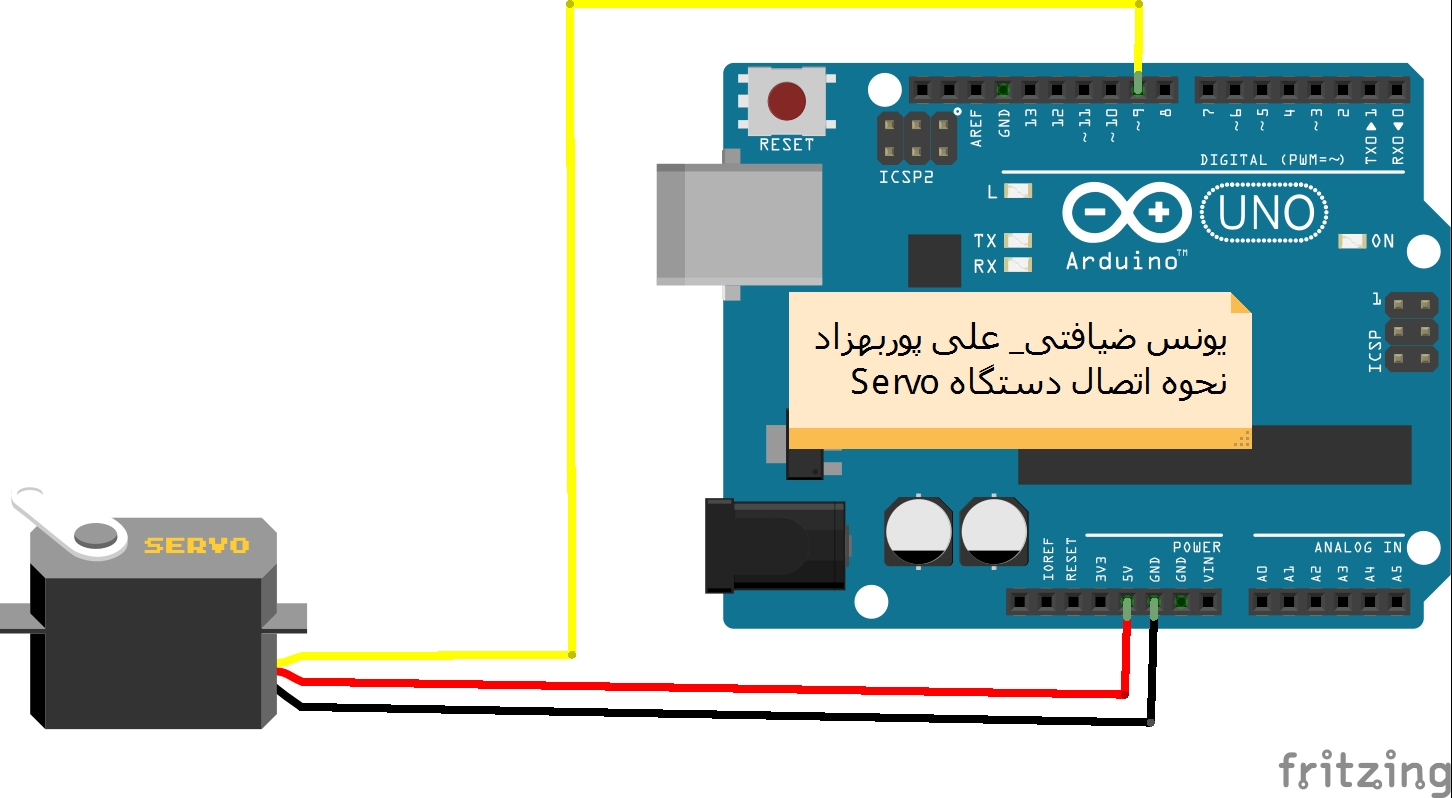 RESET
ICSP2
AREF
GND
13
12
~11
~10
~9
8
7
~6
~5
4
~3
2
TX0▶1
RX0◀0
DIGITAL (PWM=~)
L
TX
RX
UNO
ON
Arduino™
1
ICSP
یونس ضیافتی_ علی پوربهزاد
نحوه اتصال دستگاه Servo
SERVO
POWER
ANALOG IN
IOREF
RESET
3V3
5V
GND
GND
VIN
A0
A1
A2
A3
A4
A5
fritzing